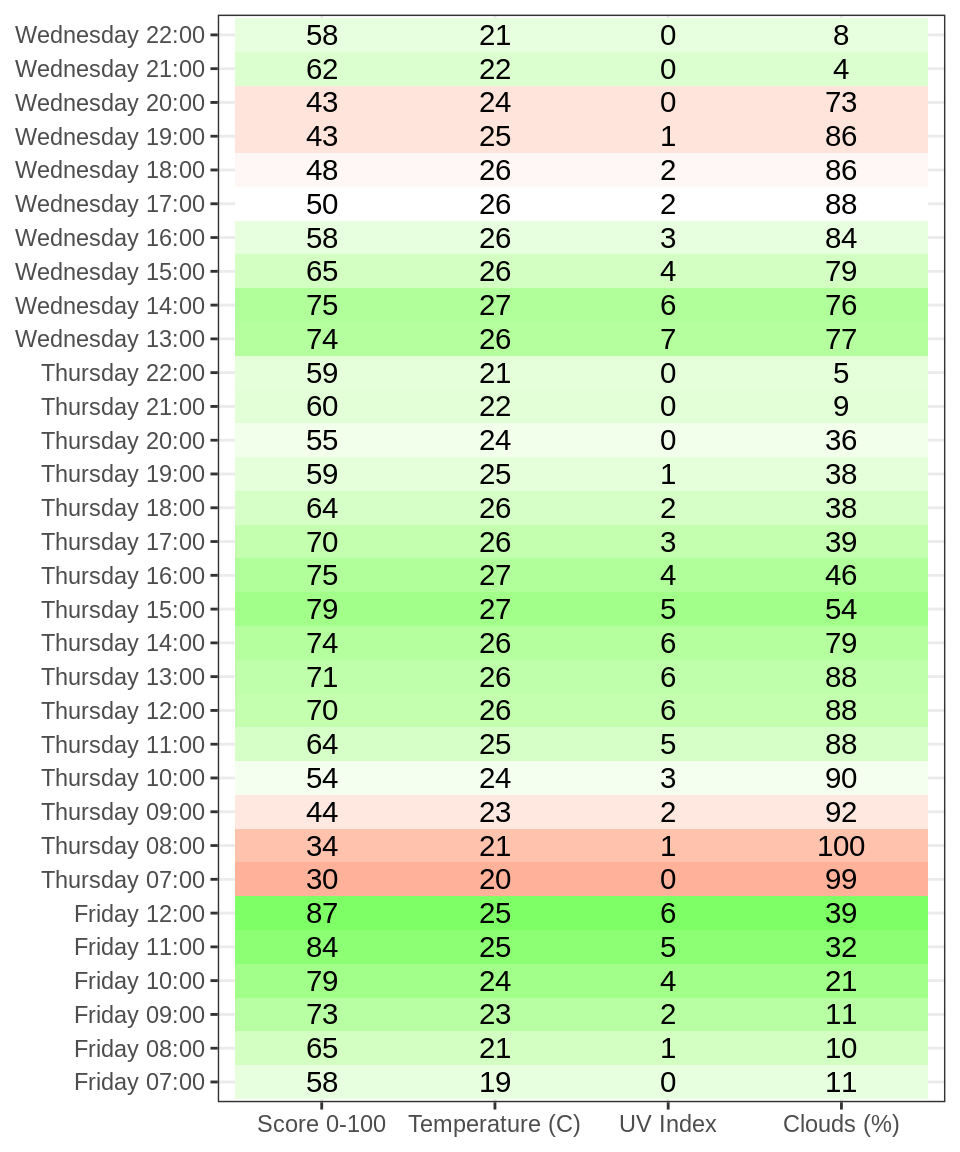 Wednesday 22:00 58 21 0 8
Wednesday 21:00 62 22 0 4
Wednesday 20:00 43 24 0 73
Wednesday 19:00 43 25 1 86
Wednesday 18:00 48 26 2 86
Wednesday 17:00 50 26 2 88
Wednesday 16:00 58 26 3 84
Wednesday 15:00 65 26 4 79
Wednesday 14:00 75 27 6 76
Wednesday 13:00 74 26 7 77
Thursday 22:00 59 21 0 5
Thursday 21:00 60 22 0 9
Thursday 20:00 55 24 0 36
Thursday 19:00 59 25 1 38
Thursday 18:00 64 26 2 38
Thursday 17:00 70 26 3 39
Thursday 16:00 75 27 4 46
Thursday 15:00 79 27 5 54
Thursday 14:00 74 26 6 79
Thursday 13:00 71 26 6 88
Thursday 12:00 70 26 6 88
Thursday 11:00 64 25 5 88
Thursday 10:00 54 24 3 90
Thursday 09:00 44 23 2 92
Thursday 08:00 34 21 1 100
Thursday 07:00 30 20 0 99
Friday 12:00 87 25 6 39
Friday 11:00 84 25 5 32
Friday 10:00 79 24 4 21
Friday 09:00 73 23 2 11
Friday 08:00 65 21 1 10
Friday 07:00 58 19 0 11
Score 0-100 Temperature (C) UV Index Clouds (%)